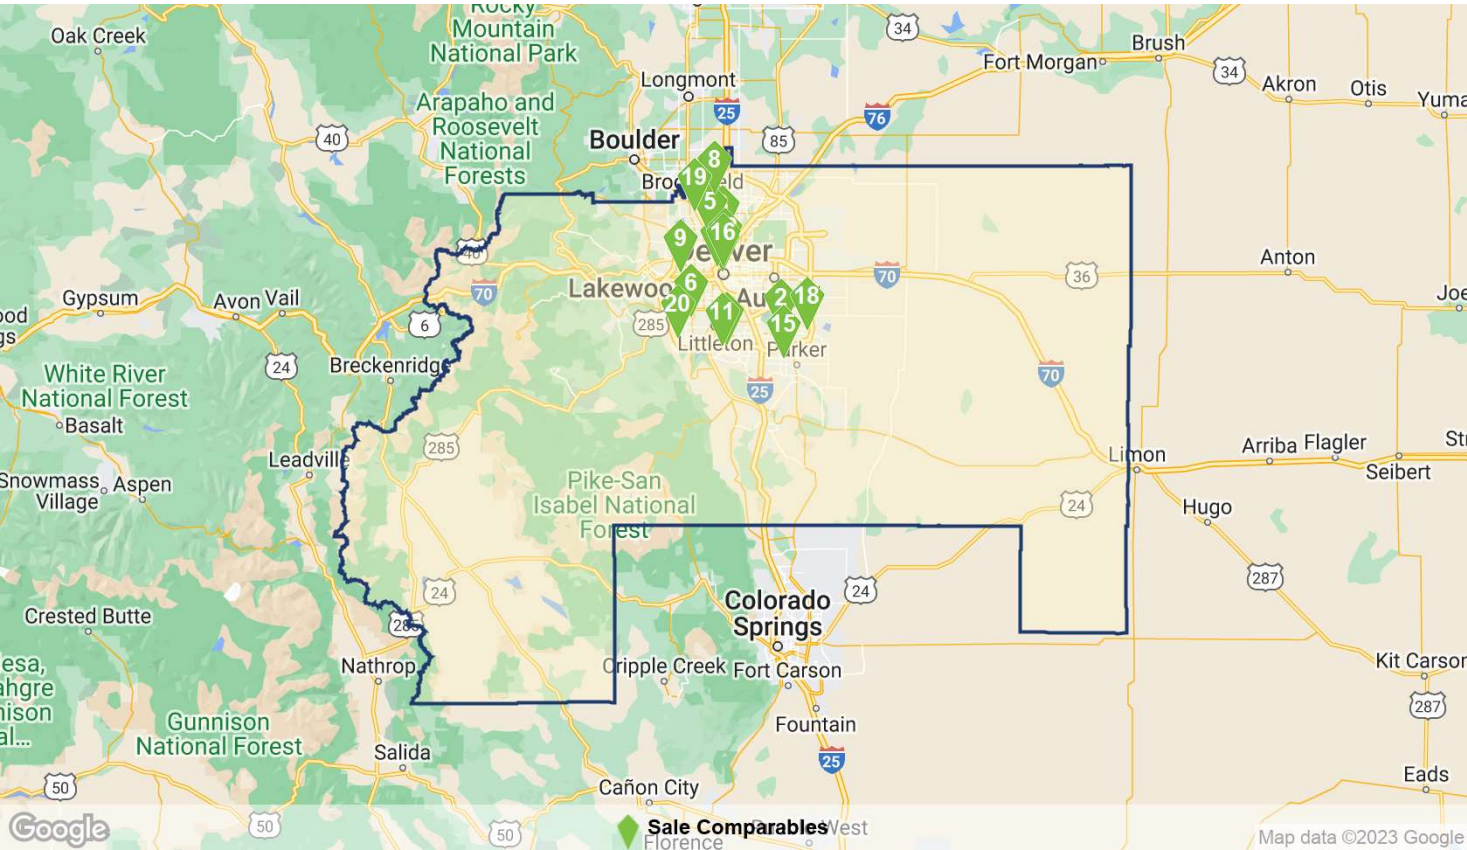 Rocky
Mountain
National Park
Oak Creek
34
Brush
Fort Morgan
34
Akron
Otis
Yuma
Longmont
25
76
85
Arapaho and
Roosevelt
National
Forests
40
Boulder
8
19
5
16
9
6
20
11
2
18
15
40
70
Littleton
Parker
285
25
70
36
Anton
Joe
70
Gypsum
Avon
Vail
6
24
Breckenridge
White River
National Forest
Basalt
Leadville
285
Snowmass
Village
Aspen
Pike-San
Isabel National
Forest
Limon
24
Arriba
Flagler
Seibert
Hugo
287
24
24
Colorado
Springs
Crested Butte
285
Nathrop
Cripple Creek
Fort Carson
Kit Carson
287
Gunnison
National Forest
Fountain
Salida
25
50
Cañon City
Eads
50
50
Google
Sale Comparables
Florence
West
Map data ©2023 Google